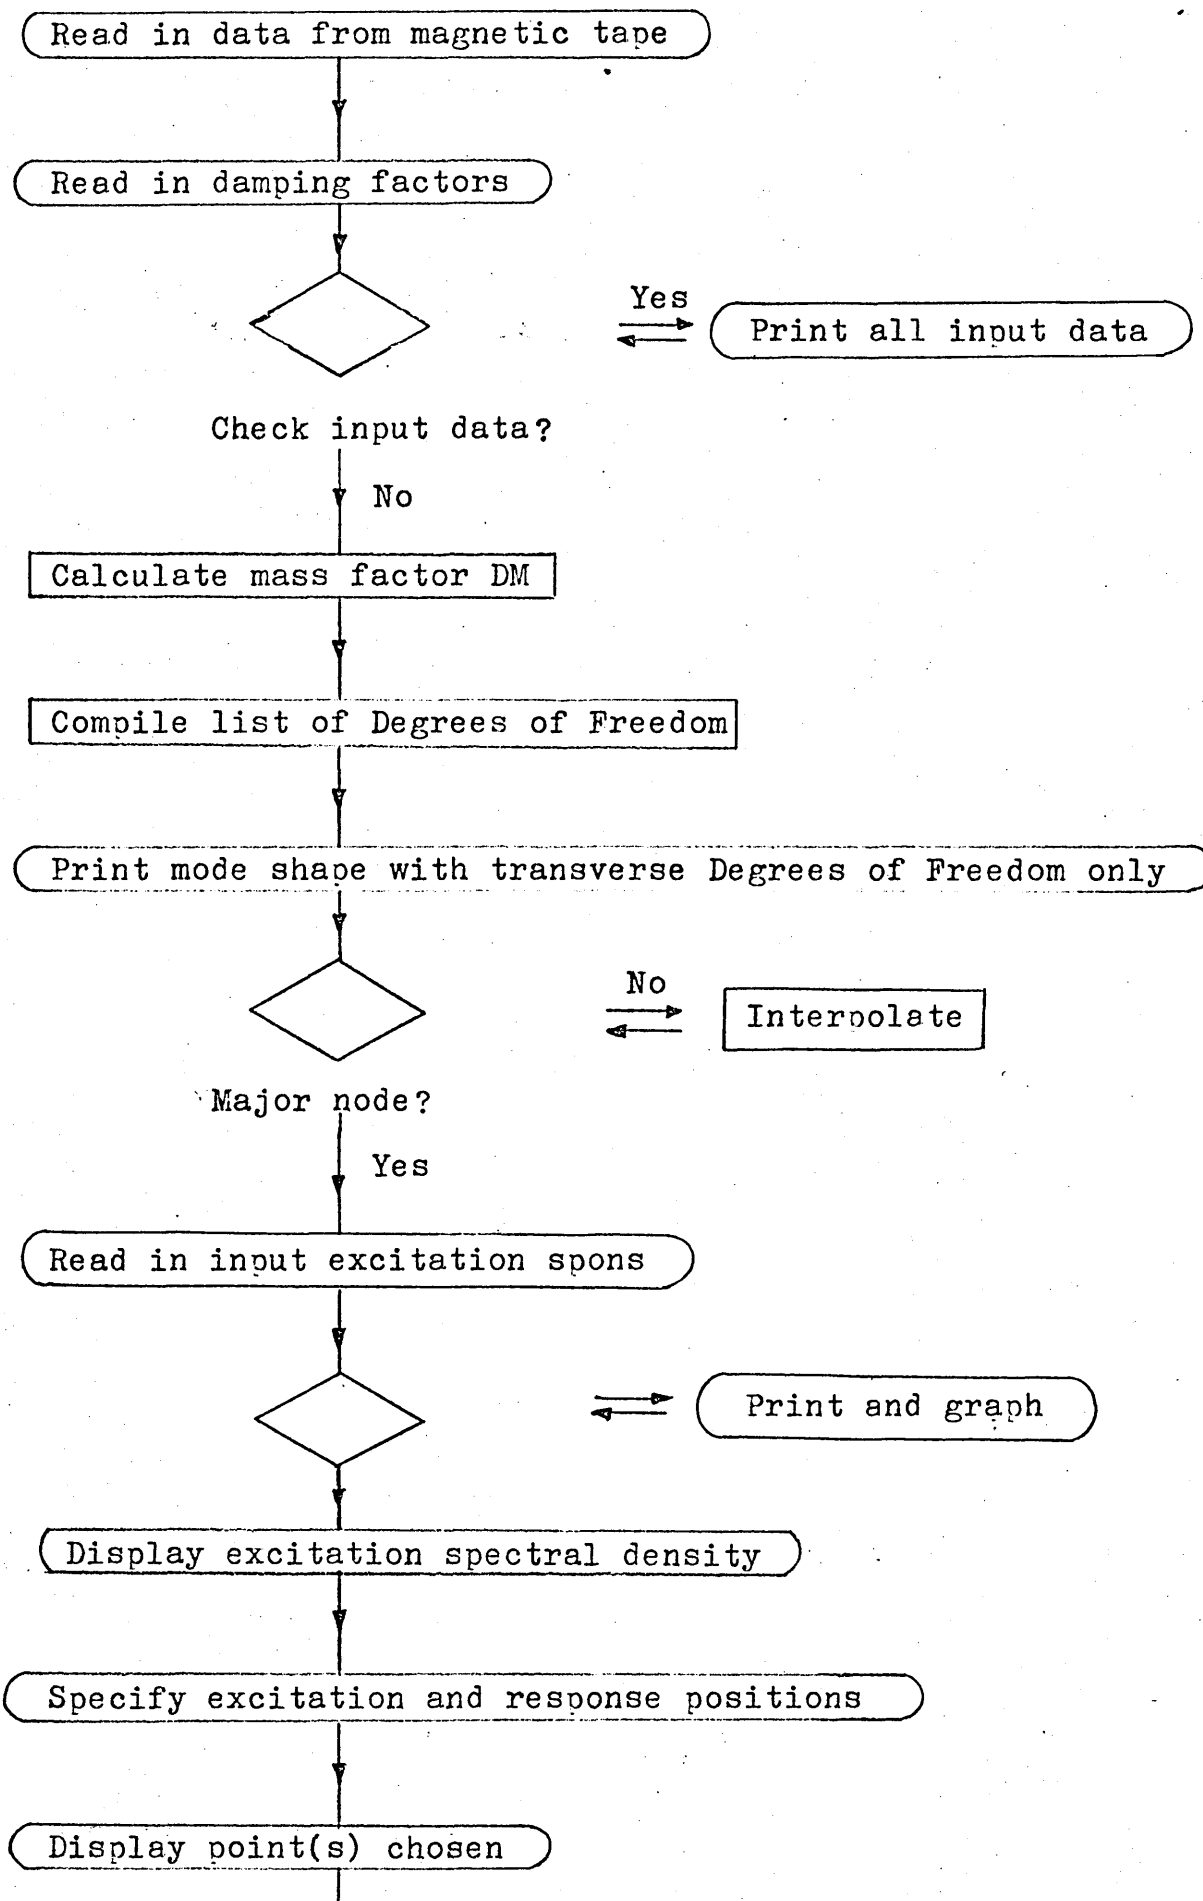 Read in data from magnetic tape
Read in damping factors
Yes
Print all input data
Check input data?
No
Calculate mass factor DM
Compile list of Degrees of Freedom
Print mode shape with transverse Degrees of Freedom only
No
Interpolate
Major node?
Yes
Read in input excitation spons
Print and graph
Display excitation spectral density
Specify excitation and response positions
Display point(s) chosen